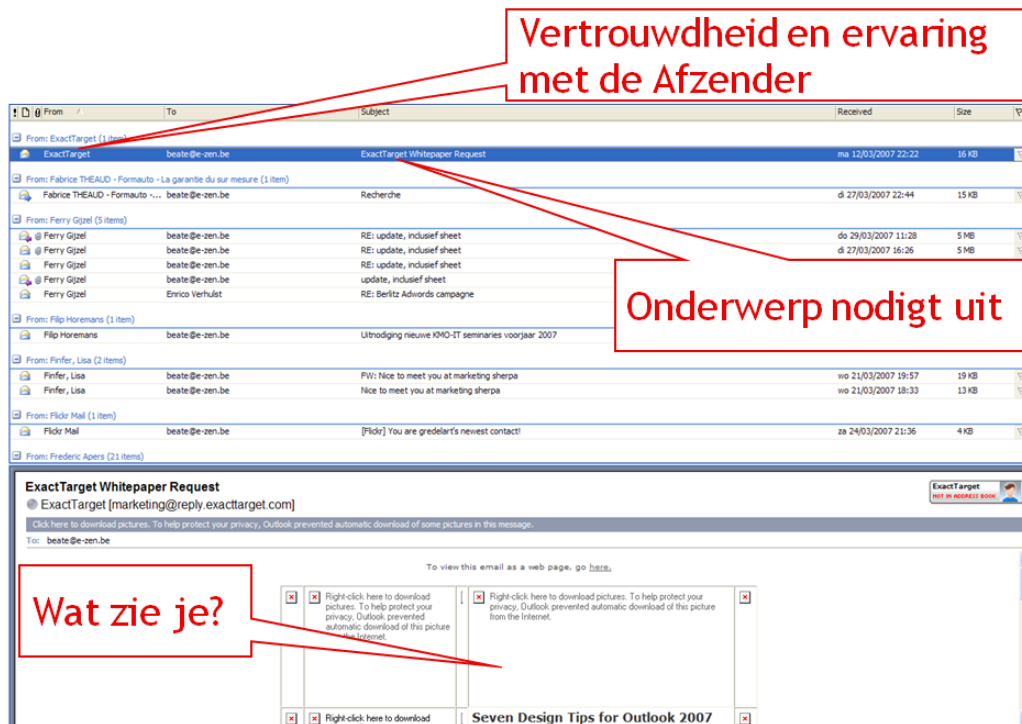 Vertrouwdheid en ervaring
met de Afzender
! From / To Subject Received Size
From: ExactTarget (1 item)
ExactTarget beate@e-zen.be ExactTarget Whitepaper Request ma 12/03/2007 22:22 16 KB
From: Fabrice THEAUD - Formauto - La garantie du sur mesure (1 item)
Fabrice THEAUD - Formauto -... beate@e-zen.be Recherche di 27/03/2007 22:44 15 KB
From: Ferry Gijzel (5 items)
Ferry Gijzel beate@e-zen.be RE: update, inclusief sheet do 29/03/2007 11:28 5 MB
Ferry Gijzel beate@e-zen.be RE: update, inclusief sheet di 27/03/2007 16:26 5 MB
Ferry Gijzel beate@e-zen.be RE: update, inclusief sheet
Ferry Gijzel beate@e-zen.be update, inclusief sheet
Ferry Gijzel Enrico Verhulst RE: Berlitz Adwords campagne
Onderwerp nodigt uit
From: Filip Horemans (1 item)
Filip Horemans beate@e-zen.be Uitnodiging nieuwe KMO-IT seminaries voorjaar 2007
From: Finfer, Lisa (2 items)
Finfer, Lisa beate@e-zen.be FW: Nice to meet you at marketing sherpa wo 21/03/2007 19:57 19 KB
Finfer, Lisa beate@e-zen.be Nice to meet you at marketing sherpa wo 21/03/2007 18:33 13 KB
From: Flickr Mail (1 item)
Flickr Mail beate@e-zen.be [Flickr] You are gredelart's newest contact! za 24/03/2007 21:36 4 KB
From: Frederic Apers (21 items)
ExactTarget Whitepaper Request
ExactTarget [marketing@reply.exacttarget.com]
ExactTarget
NOT IN ADDRESS BOOK
Click here to download pictures. To help protect your privacy, Outlook prevented automatic download of some pictures in this message.
To: beate@e-zen.be
To view this email as a web page, go here.
Wat zie je?
Right-click here to download
pictures. To help protect your
privacy, Outlook prevented
automatic download of this picture
from the Internet.
Right-click here to download pictures. To help protect your
privacy, Outlook prevented automatic download of this picture
from the Internet.
Right-click here to download
Seven Design Tips for Outlook 2007